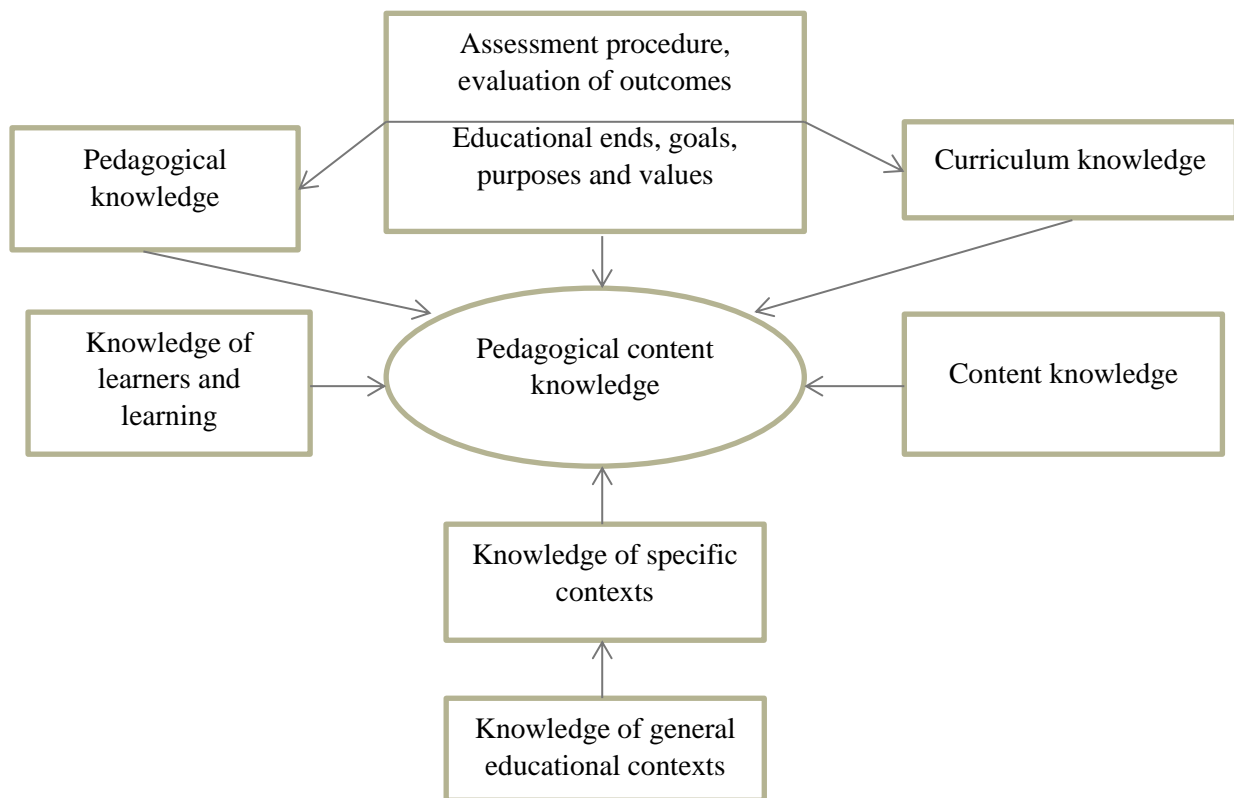 Assessment procedure,
evaluation of outcomes
Educational ends, goals,
purposes and values
Pedagogical
knowledge
Curriculum knowledge
Knowledge of
learners and
learning
Pedagogical content
knowledge
Content knowledge
Knowledge of specific
contexts
Knowledge of general
educational contexts